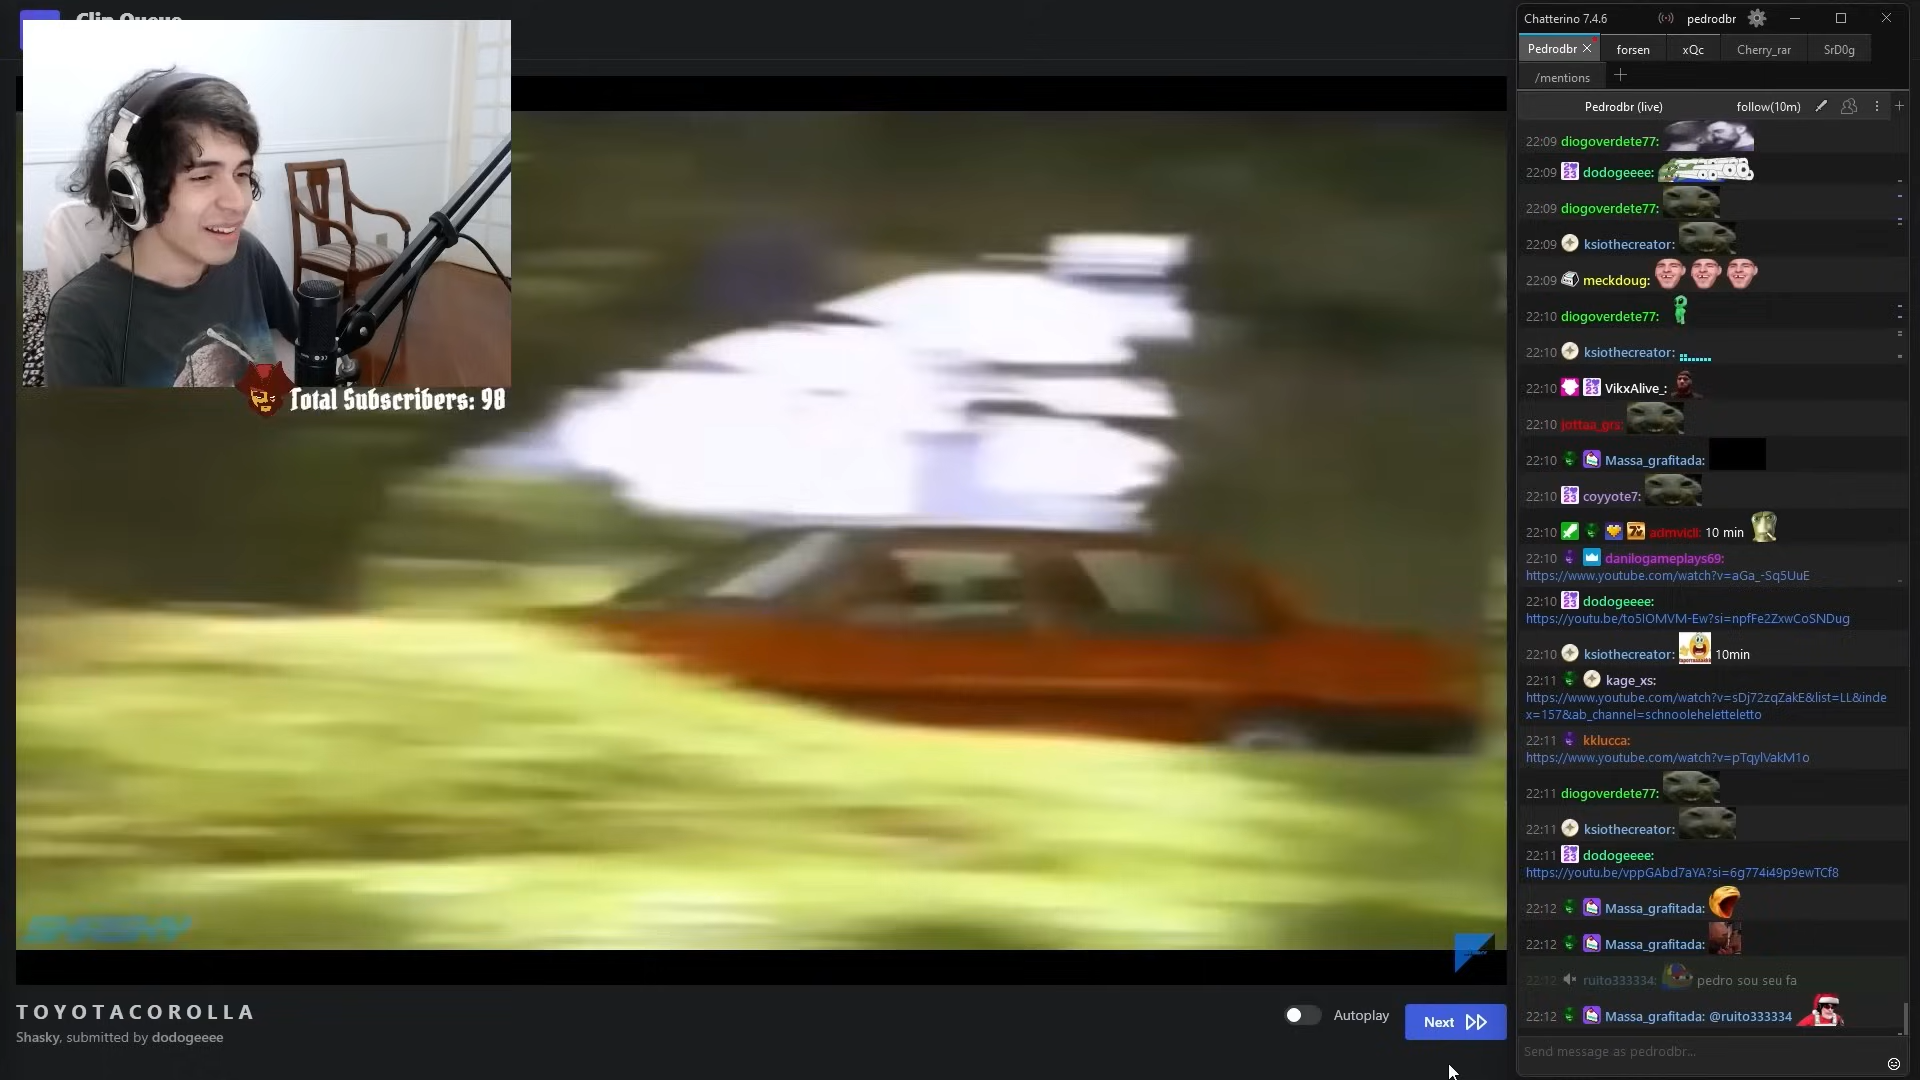 Clip Queue
Total Subscribers: 98
SHASKY
TOYOTACOROLLA
Shasky, submitted by dodogeeee
Autoplay
Next
Chatterino 7.4.6
pedrodbr
Pedrodbr
forsen
xQc
Cherry_rar
SrD0g
/mentions
Pedrodbr (live)
follow(10m)
22:09 diogoverdete77:
22:09 dodogeeee:
22:09 diogoverdete77:
22:09 ksiothecreator:
22:09 meckdoug:
22:10 diogoverdete77:
22:10 ksiothecreator:
22:10 VikxAlive_:
22:10 jottaa_grs:
22:10 Massa_grafitada:
22:10 coyyote7:
22:10 admvicli: 10 min
22:10 danilogameplays69:
https://www.youtube.com/watch?v=aGa_-Sq5UuE
22:10 dodogeeee:
https://youtu.be/to5IOMVM-Ew?si=npfFe2ZxwCoSNDug
22:10 ksiothecreator: 10min
22:11 kage_xs:
https://www.youtube.com/watch?v=sDj72zqZakE&list=LL&inde
x=157&ab_channel=schnooleheletteletto
22:11 kklucca:
https://www.youtube.com/watch?v=pTqylVakM1o
22:11 diogoverdete77:
22:11 ksiothecreator:
22:11 dodogeeee:
https://youtu.be/vppGAbd7aYA?si=6g774i49p9ewTCf8
22:12 Massa_grafitada:
22:12 Massa_grafitada:
22:12 ruito333334: pedro sou seu fa
22:12 Massa_grafitada: @ruito333334
Send message as pedrodbr...